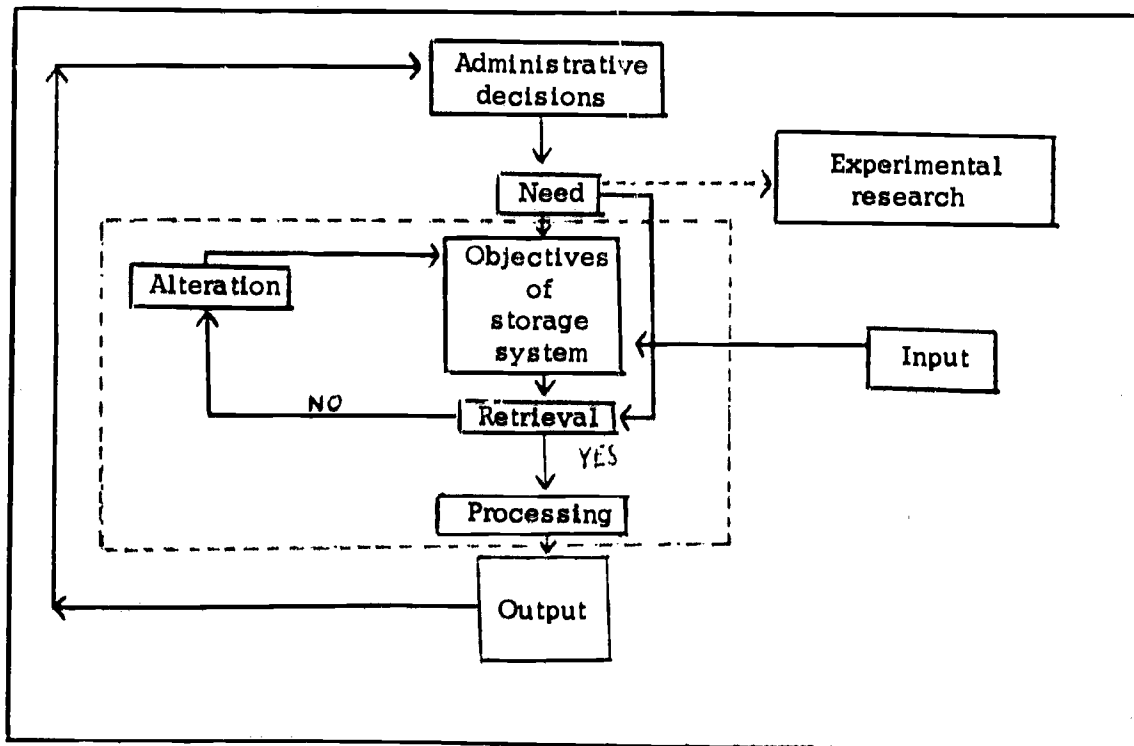 Administrative
decisions
Experimental
research
Need
Objectives
of
storage
system
Alteration
Input
NO
Retrieval
YES
Processing
Output